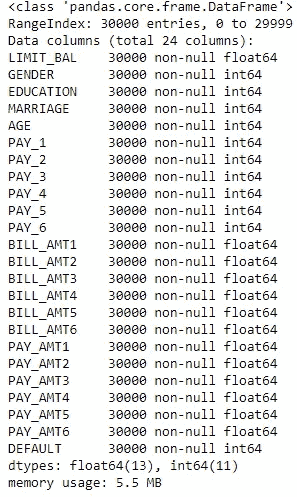 <class 'pandas.core.frame.DataFrame'>
RangeIndex: 30000 entries, 0 to 29999
Data columns (total 24 columns):
LIMIT_BAL    30000 non-null float64
GENDER       30000 non-null int64
EDUCATION    30000 non-null int64
MARRIAGE     30000 non-null int64
AGE          30000 non-null int64
PAY_1        30000 non-null int64
PAY_2        30000 non-null int64
PAY_3        30000 non-null int64
PAY_4        30000 non-null int64
PAY_5        30000 non-null int64
PAY_6        30000 non-null int64
BILL_AMT1    30000 non-null float64
BILL_AMT2    30000 non-null float64
BILL_AMT3    30000 non-null float64
BILL_AMT4    30000 non-null float64
BILL_AMT5    30000 non-null float64
BILL_AMT6    30000 non-null float64
PAY_AMT1     30000 non-null float64
PAY_AMT2     30000 non-null float64
PAY_AMT3     30000 non-null float64
PAY_AMT4     30000 non-null float64
PAY_AMT5     30000 non-null float64
PAY_AMT6     30000 non-null float64
DEFAULT      30000 non-null int64
dtypes: float64(13), int64(11)
memory usage: 5.5 MB